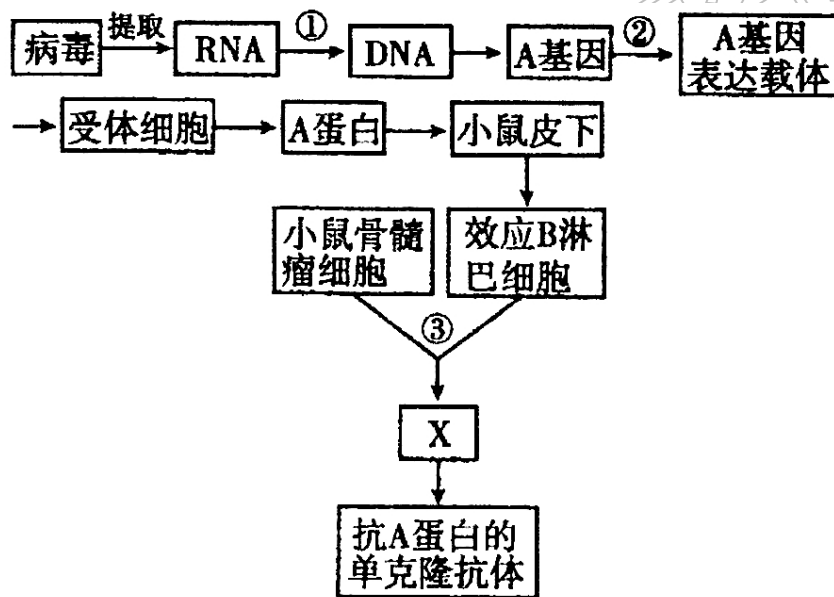 病毒 提取 RNA ① DNA A基因 ② A基因
表达载体
受体细胞 A蛋白 小鼠皮下
小鼠骨髓
瘤细胞
效应B淋
巴细胞
③
X
抗A蛋白的
单克隆抗体